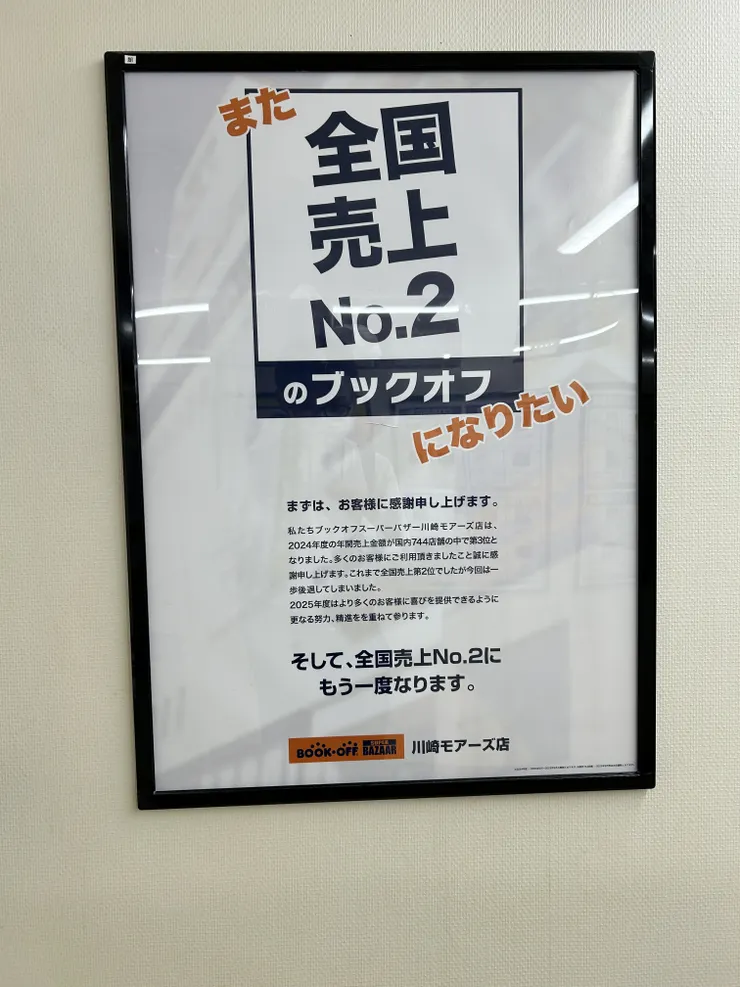 また
全国
売上
No.2
のブックオフ
になりたい
まずは、お客様に感謝申し上げます。
私たちブックオフスーパーバザー川崎モアーズ店は、
2024年度の年間売上金額が国内744店舗の中で第3位と
なりました。多くのお客様にご利用頂きましたこと誠に感
謝申し上げます。これまで全国売上第2位でしたが今回は一
歩後退してしまいました。
2025年度はより多くのお客様に喜びを提供できるように
更なる努力、精進をを重ねて参ります。
そして、全国売上No.2に
もう一度なります。
BOOK・OFF SUPER BAZAAR 川崎モアーズ店